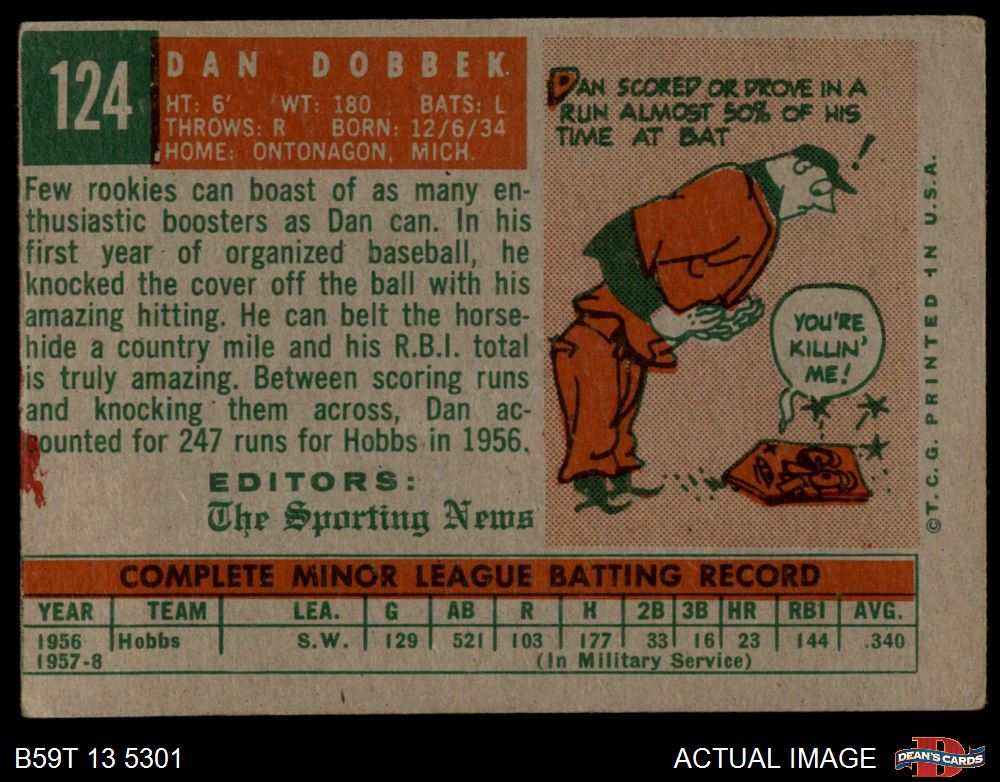 124
DAN DOBBEK
HT: 6' WT: 180 BATS: L
THROWS: R BORN: 12/6/34
HOME: ONTONAGON, MICH.
Few rookies can boast of as many en-
thusiastic boosters as Dan can. In his
first year of organized baseball, he
knocked the cover off the ball with his
amazing hitting. He can belt the horse-
hide a country mile and his R.B.I. total
is truly amazing. Between scoring runs
and knocking them across, Dan ac-
counted for 247 runs for Hobbs in 1956.
EDITORS:
The Sporting News
DAN SCORED OR DROVE IN A
RUN ALMOST 50% OF HIS
TIME AT BAT
!
YOU'RE
KILLIN'
ME!
©T.C.G. PRINTED IN U.S.A.
COMPLETE MINOR LEAGUE BATTING RECORD
YEAR TEAM LEA. G AB R H 2B 3B HR RBI AVG.
1956 Hobbs S.W. 129 521 103 177 33 16 23 144 .340
1957-8 (In Military Service)
B59T 13 5301 ACTUAL IMAGE
DEAN'S CARDS